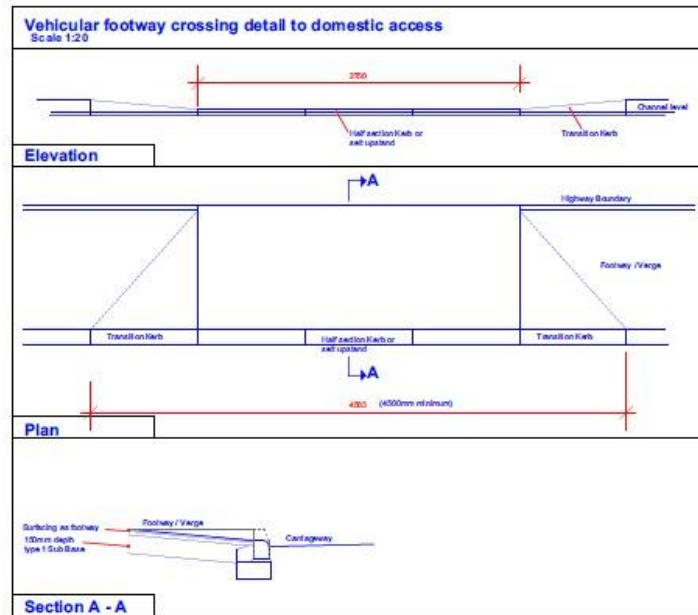 Vehicular footway crossing detail to domestic access
Scale 1:20
Channel level
Half section Kerb or
sett upstand
Transition Kerb
Elevation
A
Highway Boundary
Footway / Verge
Transition Kerb
Half section Kerb or
sett upstand
Transition Kerb
A
(4500mm minimum)
Plan
Surfacing as footway
Footway / Verge
150mm depth
type 1 Sub Base
Carriageway
Section A - A